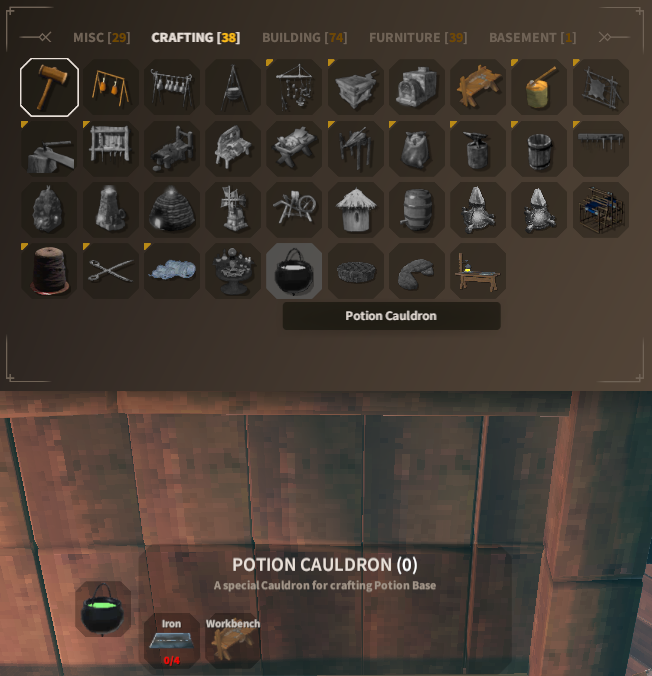 MISC [29] CRAFTING [38] BUILDING [74] FURNITURE [39] BASEMENT [1]
Potion Cauldron
POTION CAULDRON (0)
A special Cauldron for crafting Potion Base
Iron Workbench
0/4